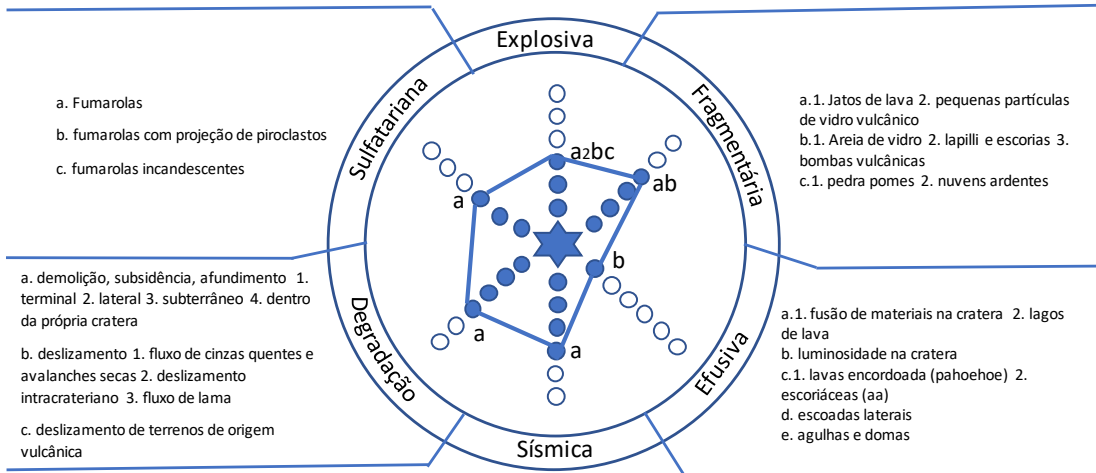 Explosiva
Sulfatariana
a. Fumarolas
b. fumarolas com projeção de piroclastos
c. fumarolas incandescentes
Fragmentária
a.1. Jatos de lava 2. pequenas partículas
de vidro vulcânico
b.1. Areia de vidro 2. lapilli e escorias 3.
bombas vulcânicas
c.1. pedra pomes 2. nuvens ardentes
a2bc
ab
a
b
a
a
Degradação
a. demolição, subsidência, afundimento 1.
terminal 2. lateral 3. subterrâneo 4. dentro
da própria cratera
b. deslizamento 1. fluxo de cinzas quentes e
avalanches secas 2. deslizamento
intracrateriano 3. fluxo de lama
c. deslizamento de terrenos de origem
vulcânica
Efusiva
a.1. fusão de materiais na cratera 2. lagos
de lava
b. luminosidade na cratera
c.1. lavas encordoada (pahoehoe) 2.
escoriáceas (aa)
d. escoadas laterais
e. agulhas e domas
Sísmica